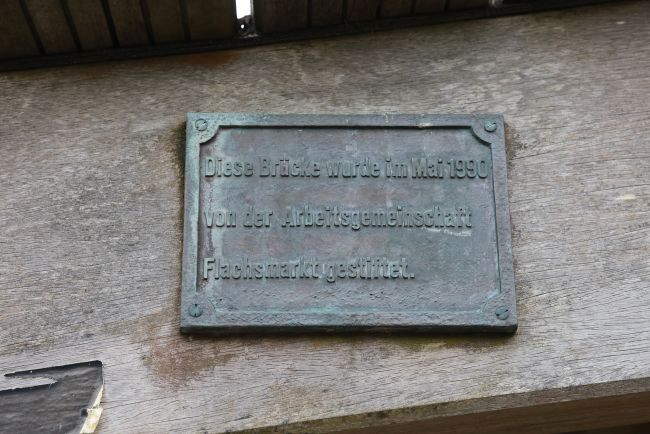 Diese Brücke wurde im Mai 1990
von der Arbeitsgemeinschaft
Flachsmarkt gestiftet.